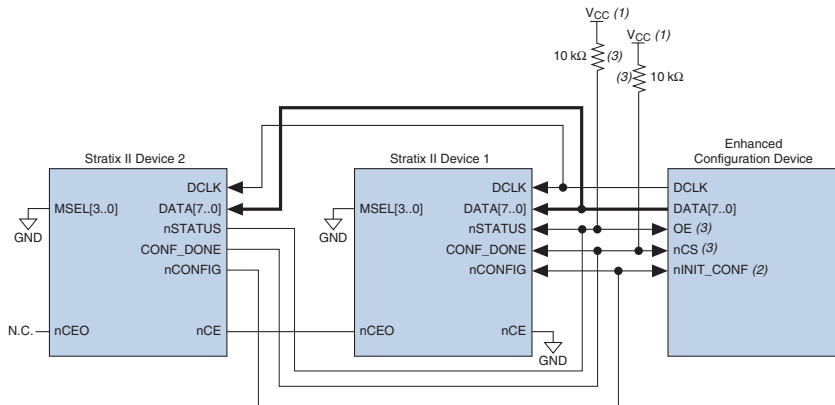 VCC (1)
VCC (1)
10 kΩ
(3)
(3)
10 kΩ
Stratix II Device 2
Stratix II Device 1
Enhanced
Configuration Device
DCLK
DCLK
DCLK
MSEL[3..0]
DATA[7..0]
MSEL[3..0]
DATA[7..0]
DATA[7..0]
nSTATUS
nSTATUS
OE (3)
GND
GND
CONF_DONE
CONF_DONE
nCS (3)
nCONFIG
nCONFIG
nINIT_CONF (2)
N.C.
nCEO
nCE
nCEO
nCE
GND